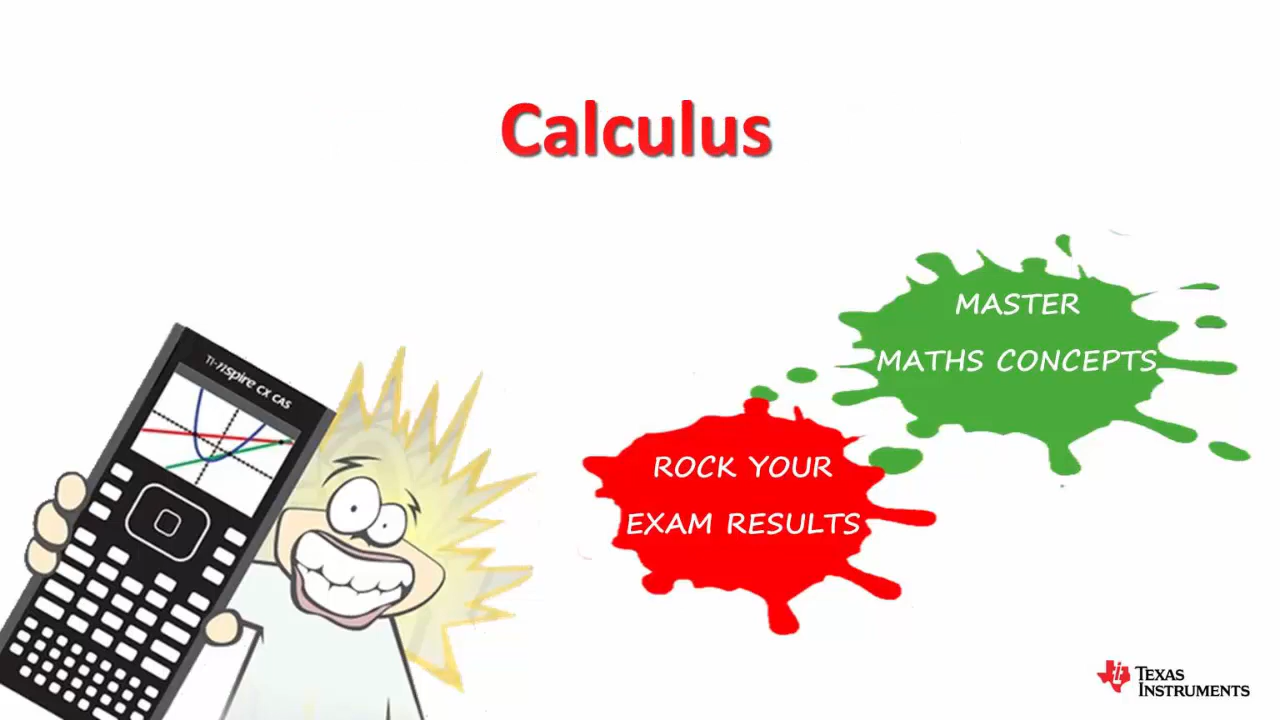 Calculus
MASTER
MATHS CONCEPTS
TI-nspire CX CAS
ROCK YOUR
EXAM RESULTS
TEXAS
INSTRUMENTS